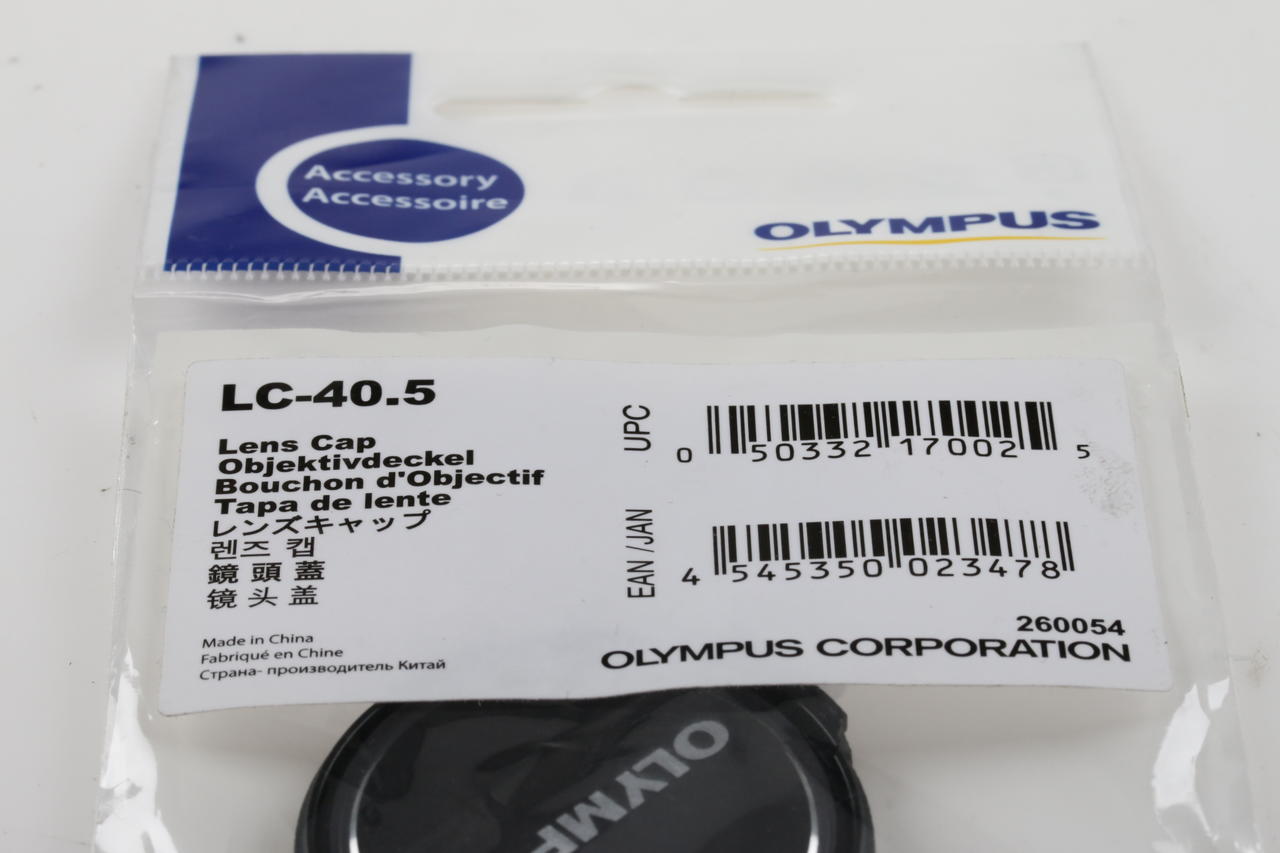 Accessory
Accessoire
OLYMPUS
LC-40.5
Lens Cap
Objektivdeckel
Bouchon d'Objectif
Tapa de lente
レンズキャップ
렌즈 캡
鏡 頭 蓋
镜 头 盖
Made in China
Fabriqué en Chine
Страна- производитель Китай
UPC
0 50332 17002 5
EAN /JAN
4 545350 023478
260054
OLYMPUS CORPORATION
OLYMP